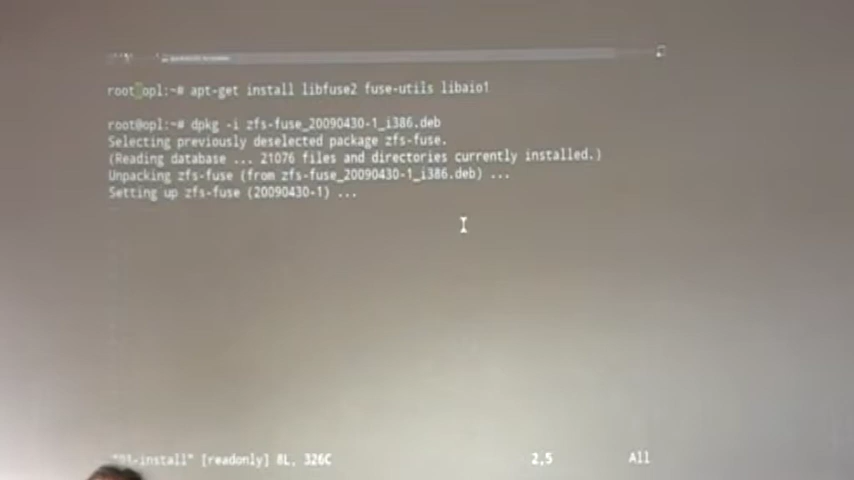 root@opl:~# apt-get install libfuse2 fuse-utils libaio1
root@opl:~# dpkg -i zfs-fuse_20090430-1_i386.deb
Selecting previously deselected package zfs-fuse.
(Reading database ... 21076 files and directories currently installed.)
Unpacking zfs-fuse (from zfs-fuse_20090430-1_i386.deb) ...
Setting up zfs-fuse (20090430-1) ...
"01-install" [readonly] 8L, 326C 2,5 All